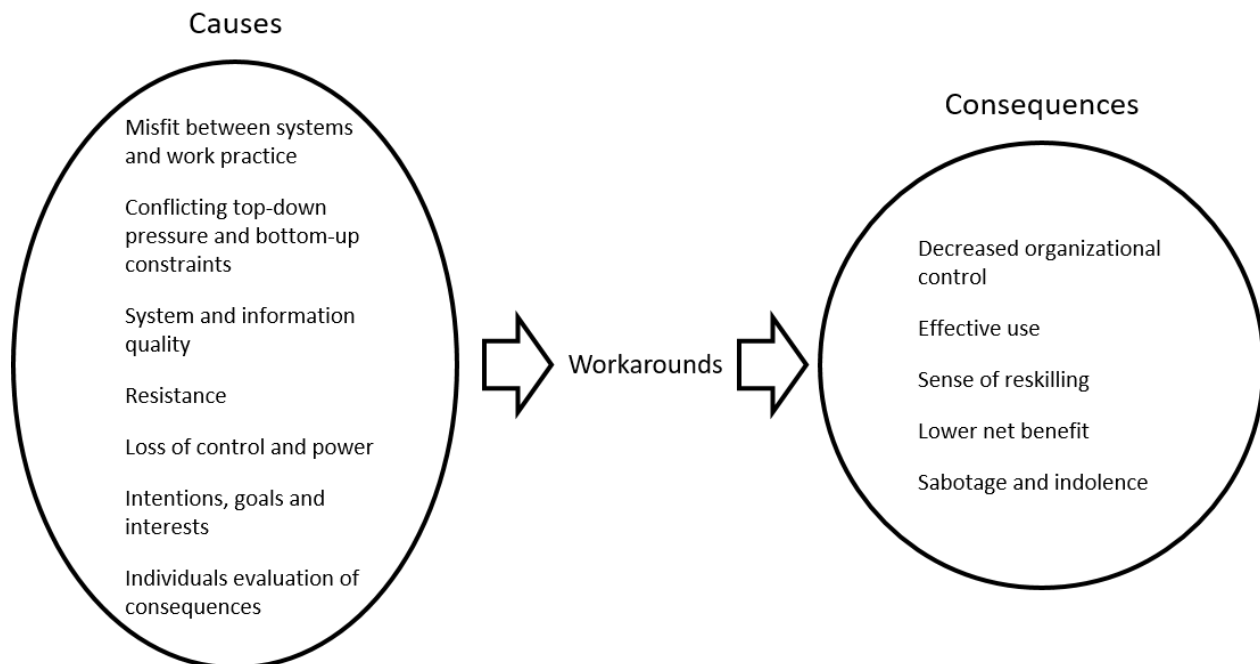 Causes
Misfit between systems
and work practice
Conflicting top-down
pressure and bottom-up
constraints
System and information
quality
Resistance
Loss of control and power
Intentions, goals and
interests
Individuals evaluation of
consequences
Workarounds
Consequences
Decreased organizational
control
Effective use
Sense of reskilling
Lower net benefit
Sabotage and indolence